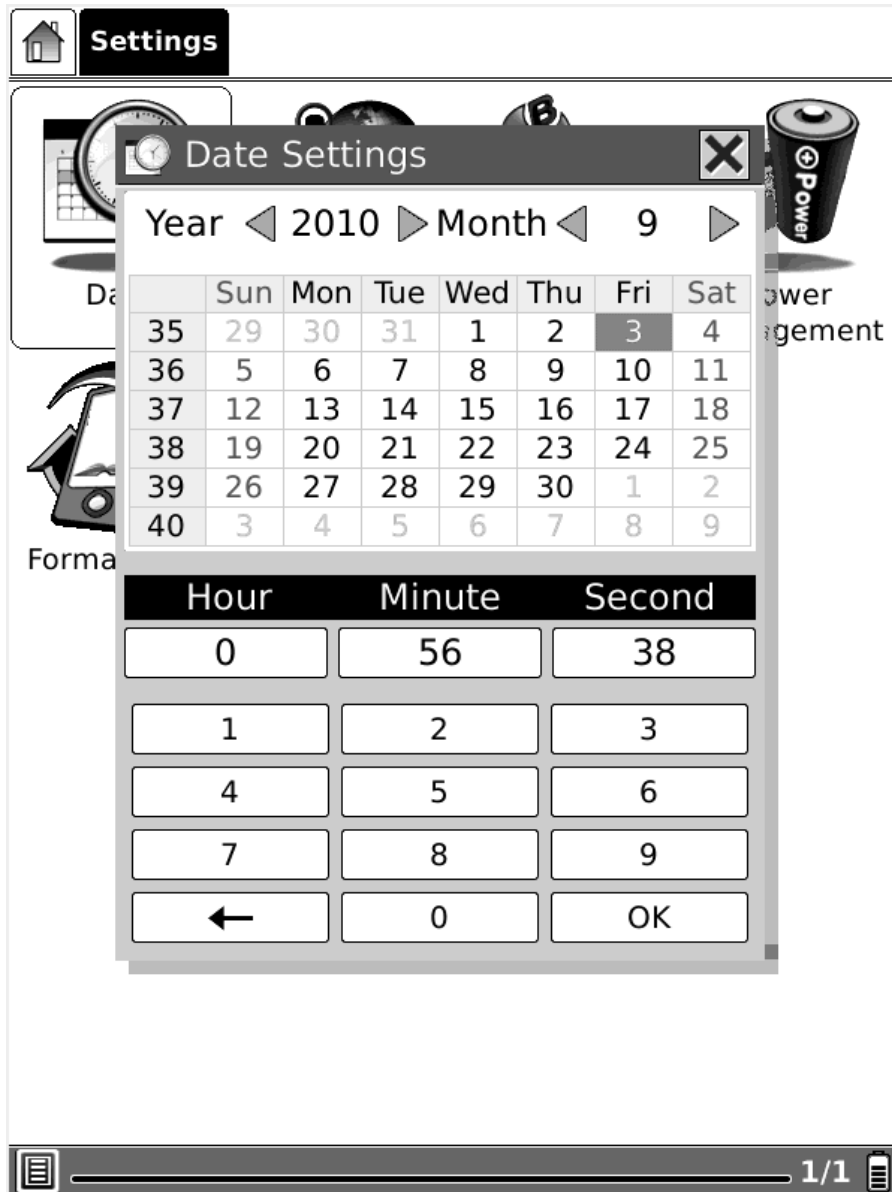 Settings
Date Settings
Year 2010 Month 9
Sun Mon Tue Wed Thu Fri Sat
35 29 30 31 1 2 3 4
36 5 6 7 8 9 10 11
37 12 13 14 15 16 17 18
38 19 20 21 22 23 24 25
39 26 27 28 29 30 1 2
40 3 4 5 6 7 8 9
Hour Minute Second
0 56 38
1 2 3
4 5 6
7 8 9
← 0 OK
Da
B
Power
ower
gement
Forma
1/1